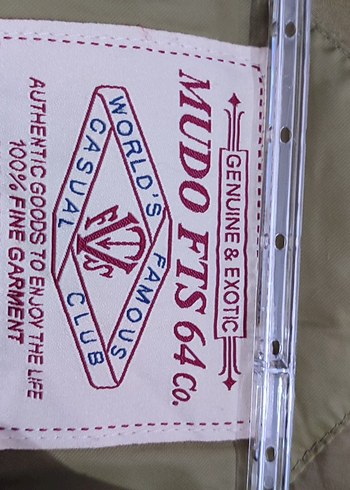 GENUINE & EXOTIC
MUDO FTS 64 Co.
WORLD'S FAMOUS
CASUAL CLUB
AUTHENTIC GOODS TO ENJOY THE LIFE
100% FINE GARMENT